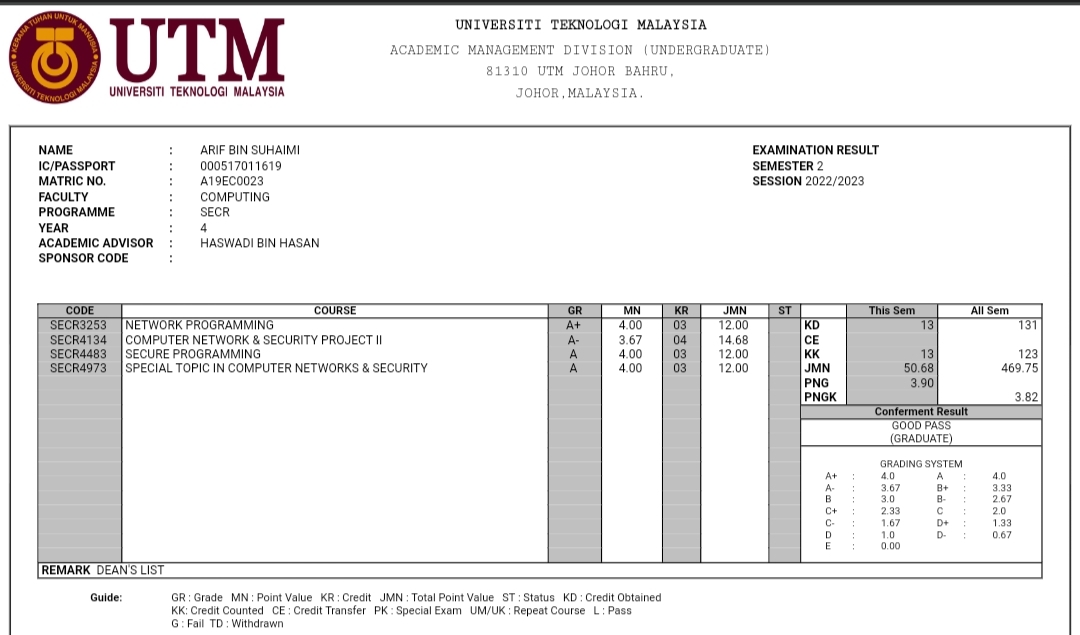 KERANA TUHAN UNTUK MANUSIA
UNIVERSITI TEKNOLOGI MALAYSIA
UTM
UNIVERSITI TEKNOLOGI MALAYSIA
UNIVERSITI TEKNOLOGI MALAYSIA
ACADEMIC MANAGEMENT DIVISION (UNDERGRADUATE)
81310 UTM JOHOR BAHRU,
JOHOR,MALAYSIA.
NAME : ARIF BIN SUHAIMI EXAMINATION RESULT
IC/PASSPORT : 000517011619 SEMESTER 2
MATRIC NO. : A19EC0023 SESSION 2022/2023
FACULTY : COMPUTING
PROGRAMME : SECR
YEAR : 4
ACADEMIC ADVISOR : HASWADI BIN HASAN
SPONSOR CODE :
CODE COURSE GR MN KR JMN ST This Sem All Sem
SECR3253 NETWORK PROGRAMMING A+ 4.00 03 12.00 KD 13 131
SECR4134 COMPUTER NETWORK & SECURITY PROJECT II A- 3.67 04 14.68 CE
SECR4483 SECURE PROGRAMMING A 4.00 03 12.00 KK 13 123
SECR4973 SPECIAL TOPIC IN COMPUTER NETWORKS & SECURITY A 4.00 03 12.00 JMN 50.68 469.75
PNG 3.90
PNGK 3.82
Conferment Result
GOOD PASS
(GRADUATE)
GRADING SYSTEM
A+ : 4.0 A : 4.0
A- : 3.67 B+ : 3.33
B : 3.0 B- : 2.67
C+ : 2.33 C : 2.0
C- : 1.67 D+ : 1.33
D : 1.0 D- : 0.67
E : 0.00
REMARK DEAN'S LIST
Guide: GR : Grade MN : Point Value KR : Credit JMN : Total Point Value ST : Status KD : Credit Obtained
KK: Credit Counted CE : Credit Transfer PK : Special Exam UM/UK : Repeat Course L : Pass
G : Fail TD : Withdrawn